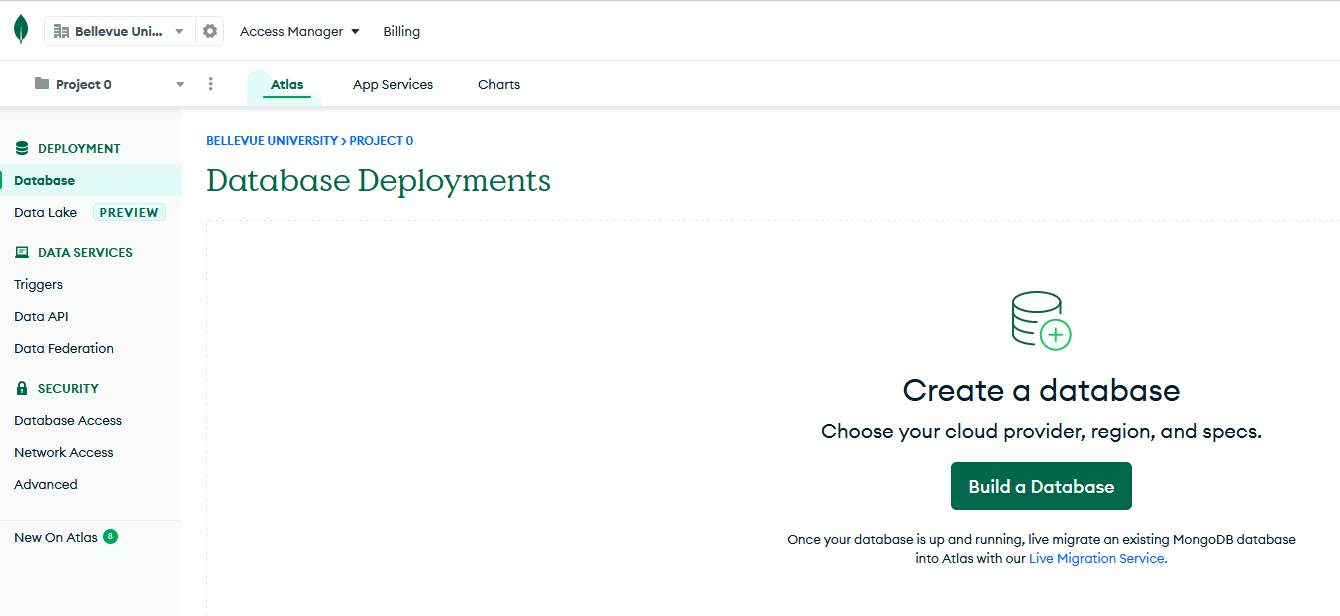 Bellevue Uni...
Access Manager
Billing
Project 0
Atlas
App Services
Charts
DEPLOYMENT
Database
Data Lake PREVIEW
DATA SERVICES
Triggers
Data API
Data Federation
SECURITY
Database Access
Network Access
Advanced
New On Atlas 8
BELLEVUE UNIVERSITY > PROJECT 0
Database Deployments
Create a database
Choose your cloud provider, region, and specs.
Build a Database
Once your database is up and running, live migrate an existing MongoDB database
into Atlas with our Live Migration Service.